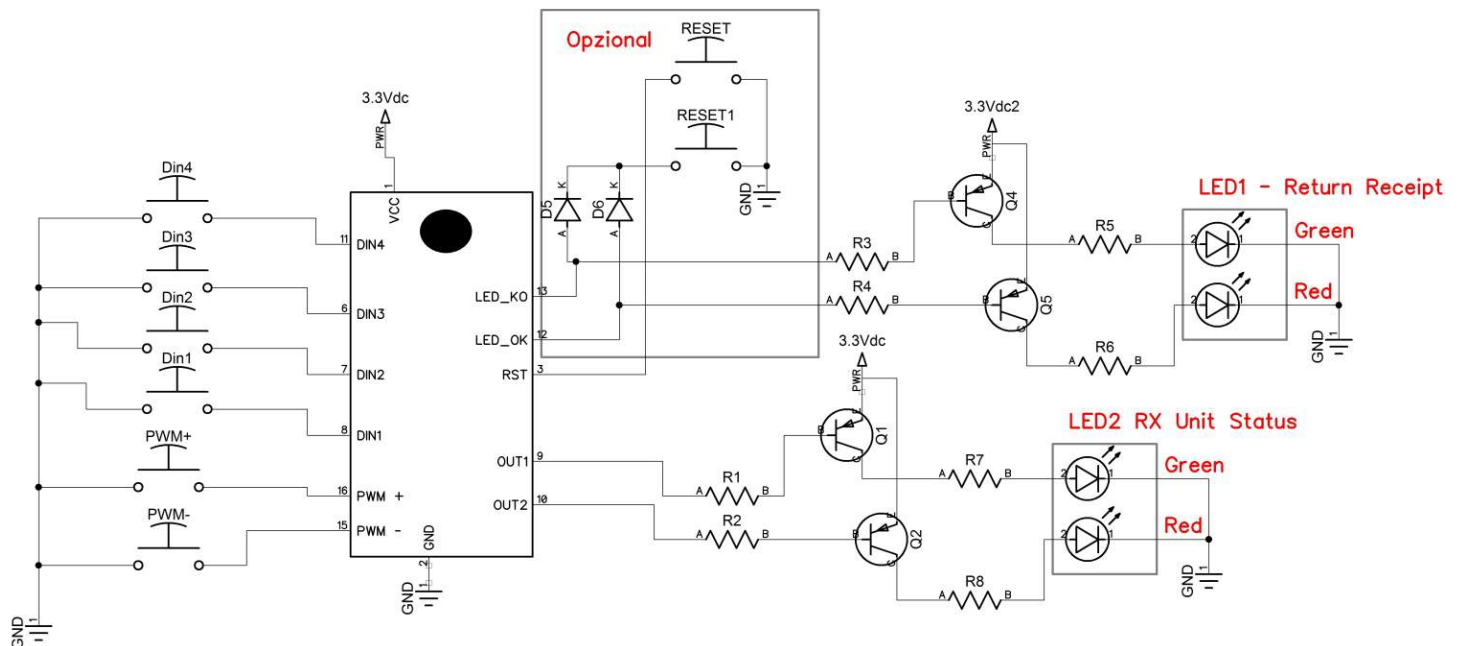 Opzional
RESET
RESET1
3.3Vdc
PWR
Din4
Din3
Din2
Din1
PWM+
PWM-
GND 1
1
VCC
11 DIN4
6 DIN3
7 DIN2
8 DIN1
16 PWM +
15 PWM -
LED_KO 13
LED_OK 12
RST 3
OUT1 9
OUT2 10
GND
2
GND 1
D5
A K
D6
A K
GND 1
A R3 B
A R4 B
3.3Vdc2
PWR
B E C Q4
B E C Q5
A R5 B
A R6 B
LED1 - Return Receipt
2 1 Green
2 1 Red
GND 1
3.3Vdc
PWR
A R1 B
A R2 B
B E C Q1
B E C Q2
A R7 B
A R8 B
LED2 RX Unit Status
2 1 Green
2 1 Red
GND 1